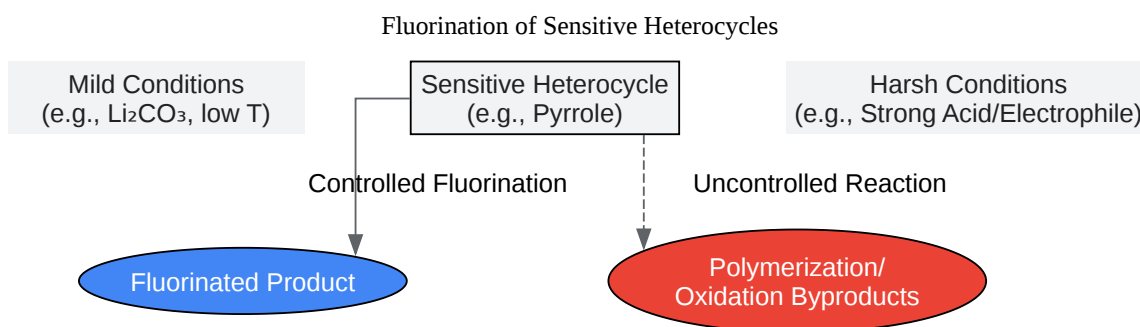 Fluorination of Sensitive Heterocycles
Mild Conditions
(e.g., Li₂CO₃, low T)
Sensitive Heterocycle
(e.g., Pyrrole)
Harsh Conditions
(e.g., Strong Acid/Electrophile)
Controlled Fluorination
Uncontrolled Reaction
Fluorinated Product
Polymerization/
Oxidation Byproducts